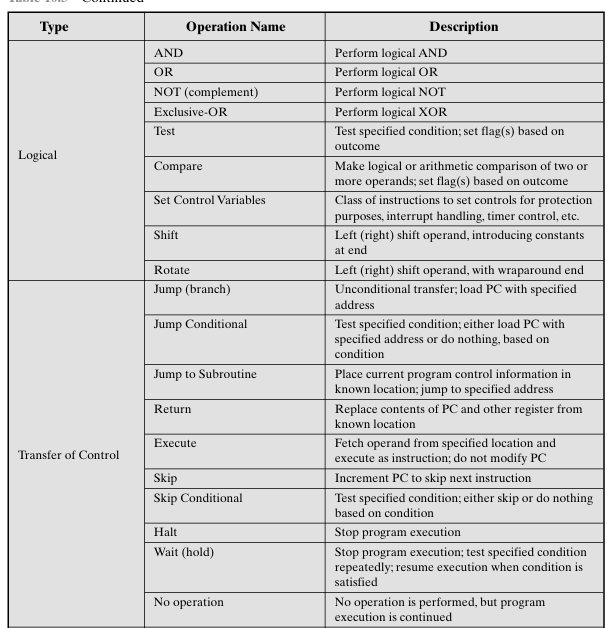 Type Operation Name Description
AND Perform logical AND
OR Perform logical OR
NOT (complement) Perform logical NOT
Exclusive-OR Perform logical XOR
Test Test specified condition; set flag(s) based on
outcome
Logical
Compare Make logical or arithmetic comparison of two or
more operands; set flag(s) based on outcome
Set Control Variables Class of instructions to set controls for protection
purposes, interrupt handling, timer control, etc.
Shift Left (right) shift operand, introducing constants
at end
Rotate Left (right) shift operand, with wraparound end
Jump (branch) Unconditional transfer; load PC with specified
address
Jump Conditional Test specified condition; either load PC with
specified address or do nothing, based on
condition
Jump to Subroutine Place current program control information in
known location; jump to specified address
Return Replace contents of PC and other register from
known location
Execute Fetch operand from specified location and
execute as instruction; do not modify PC
Transfer of Control
Skip Increment PC to skip next instruction
Skip Conditional Test specified condition; either skip or do nothing
based on condition
Halt Stop program execution
Wait (hold) Stop program execution; test specified condition
repeatedly; resume execution when condition is
satisfied
No operation No operation is performed, but program
execution is continued